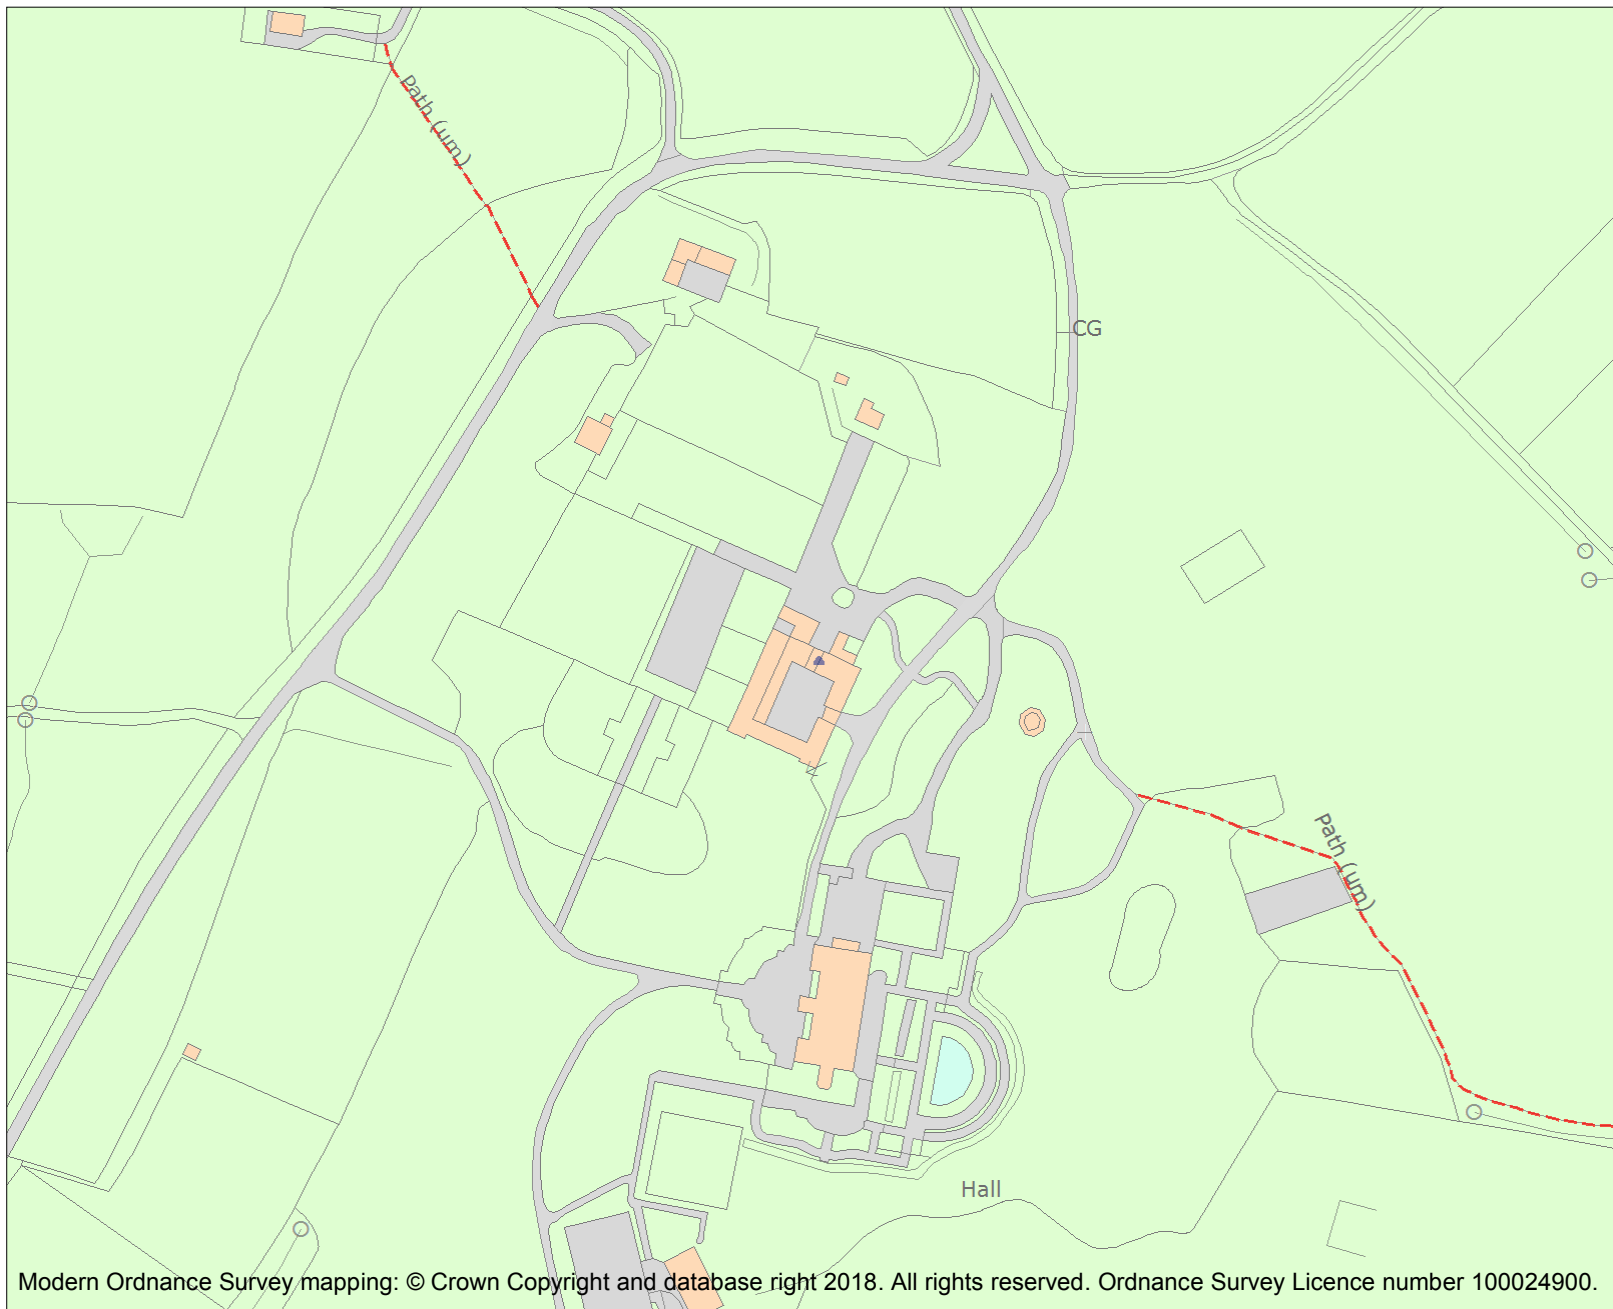 Path (um)
CG
Path (um)
Hall
Modern Ordnance Survey mapping: © Crown Copyright and database right 2018. All rights reserved. Ordnance Survey Licence number 100024900.